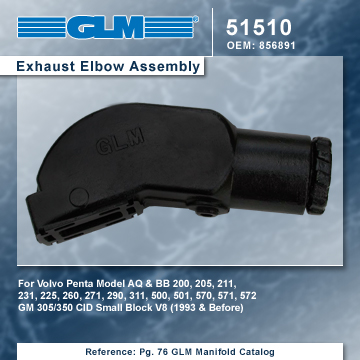 GLM
51510
OEM: 856891
Exhaust Elbow Assembly
GLM
For Volvo Penta Model AQ & BB 200, 205, 211,
231, 225, 260, 271, 290, 311, 500, 501, 570, 571, 572
GM 305/350 CID Small Block V8 (1993 & Before)
Reference: Pg. 76 GLM Manifold Catalog